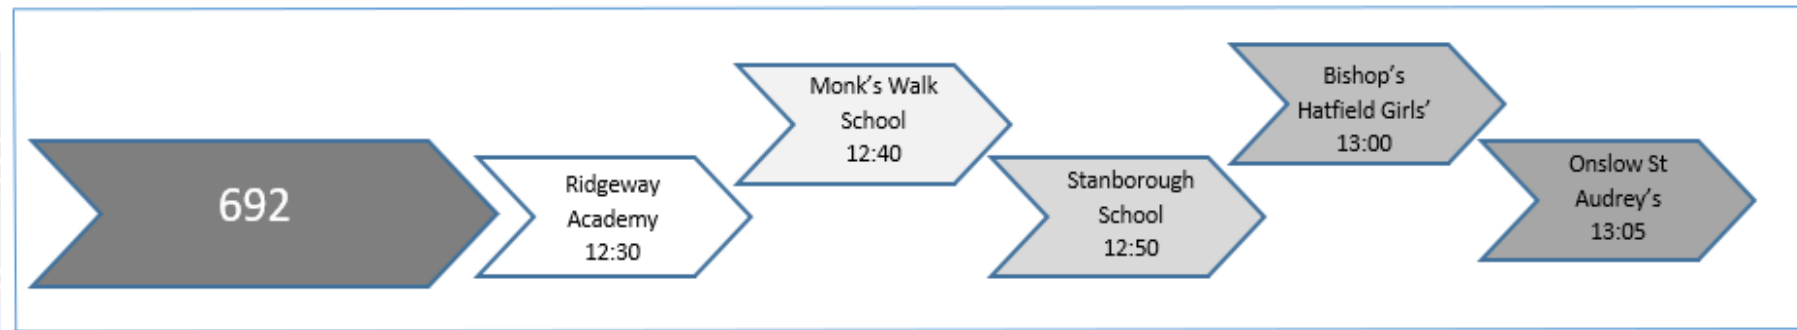 692
Ridgeway
Academy
12:30
Monk's Walk
School
12:40
Stanborough
School
12:50
Bishop's
Hatfield Girls'
13:00
Onslow St
Audrey's
13:05